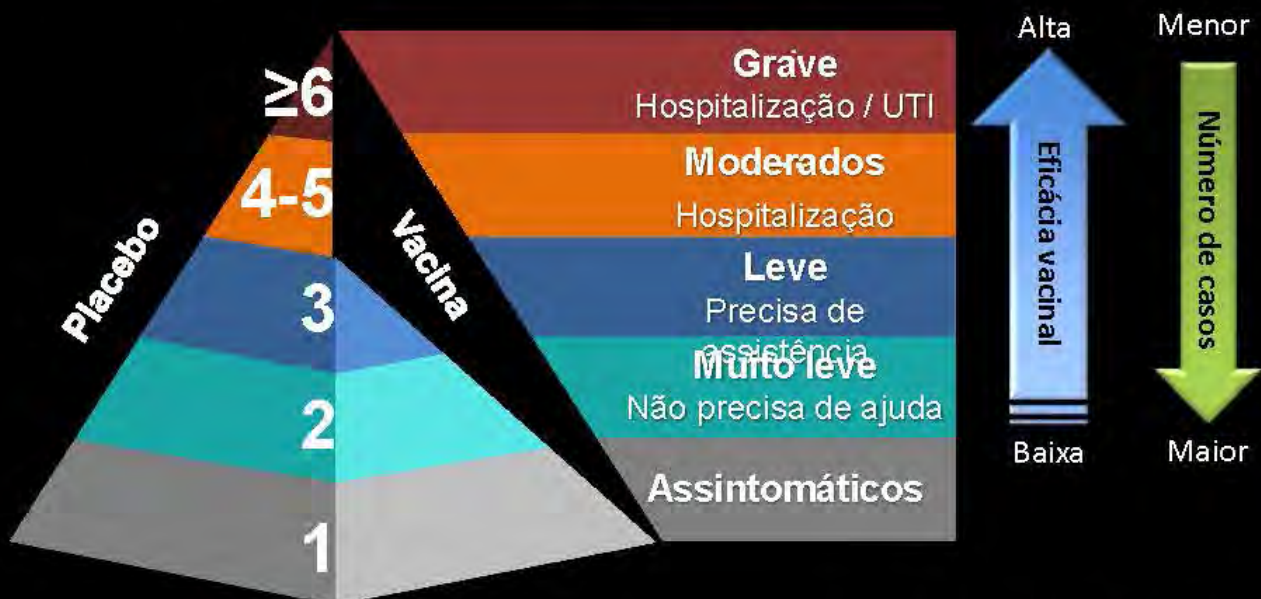 ≥6
4-5
3
2
1
Placebo
Vacina
Grave
Hospitalização / UTI
Moderados
Hospitalização
Leve
Precisa de
assistência
Muito leve
Não precisa de ajuda
Assintomáticos
Alta
Eficácia vacinal
Baixa
Menor
Número de casos
Maior